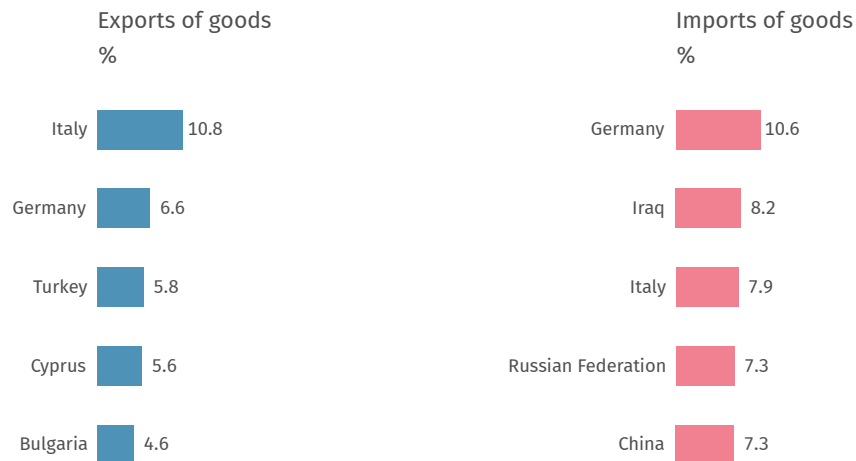 Exports of goods
%
Italy 10.8
Germany 6.6
Turkey 5.8
Cyprus 5.6
Bulgaria 4.6
Imports of goods
%
Germany 10.6
Iraq 8.2
Italy 7.9
Russian Federation 7.3
China 7.3